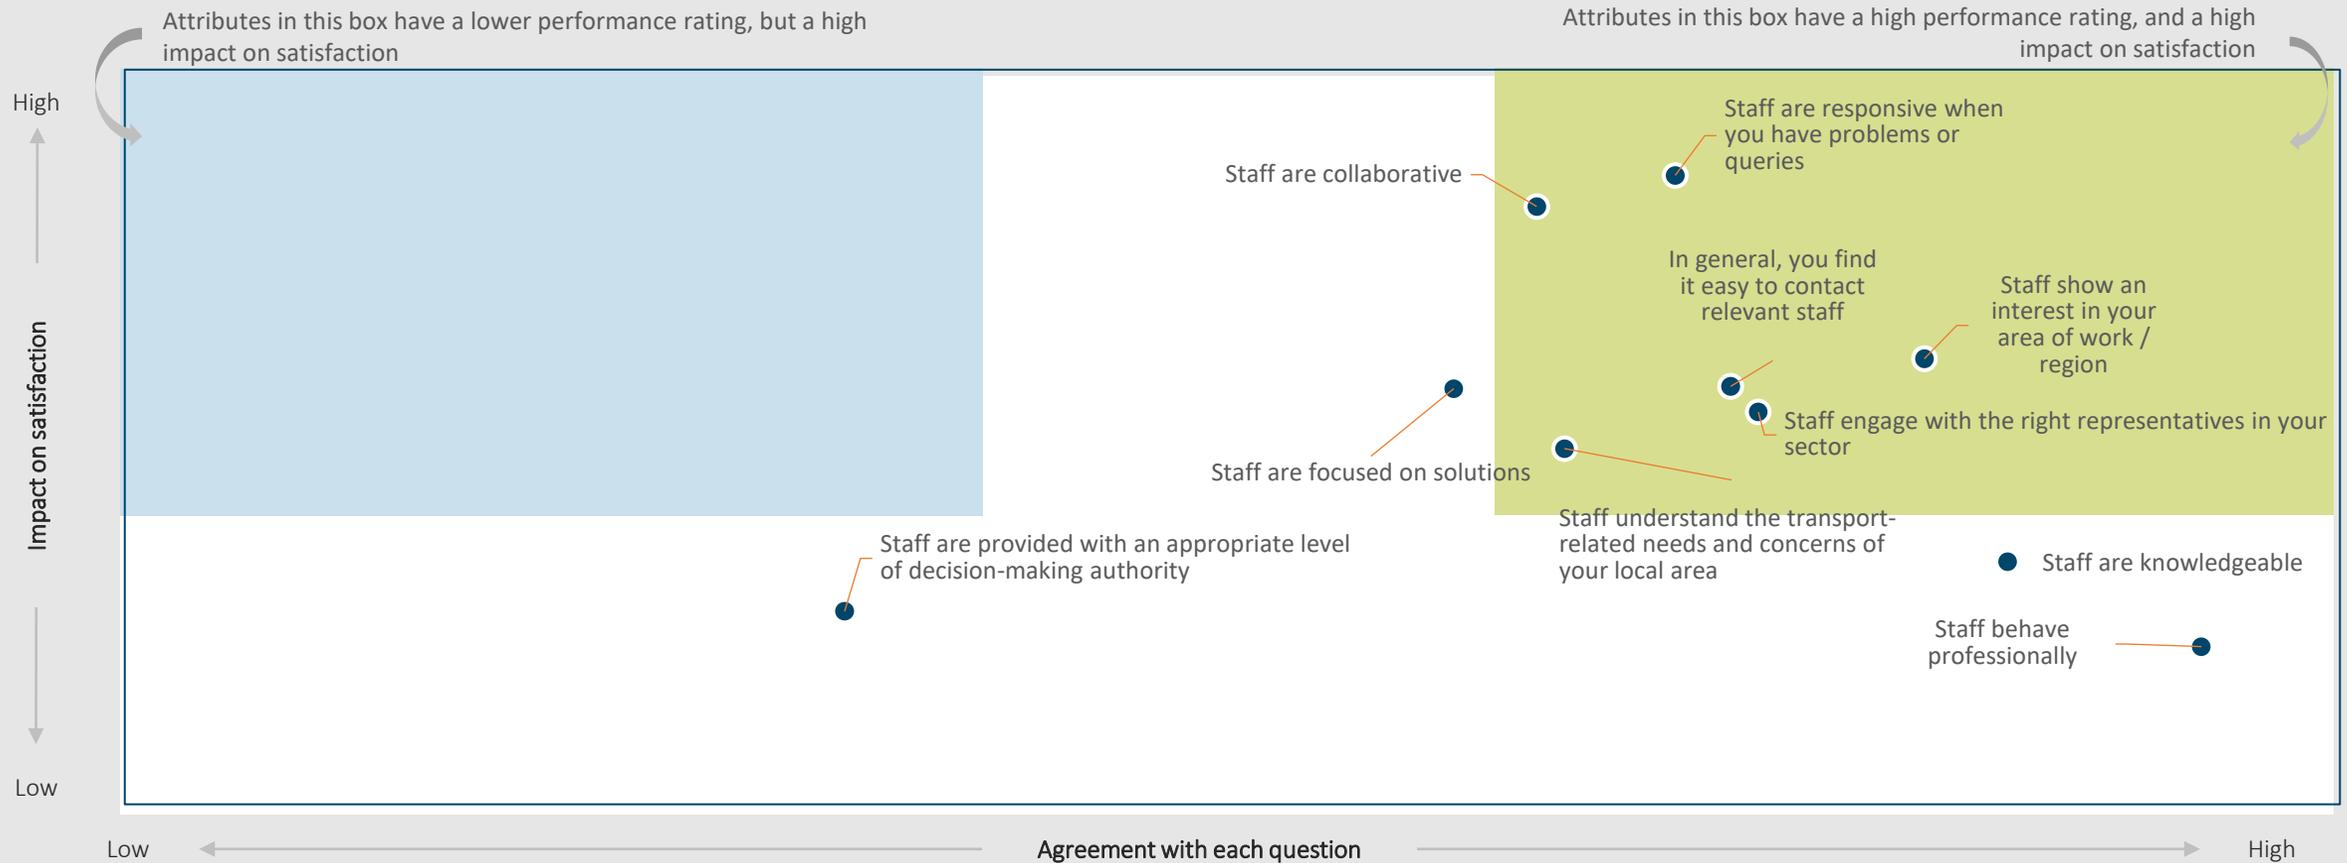 Attributes in this box have a lower performance rating, but a high
impact on satisfaction
Attributes in this box have a high performance rating, and a high
impact on satisfaction
High
Staff are responsive when
you have problems or
queries
Staff are collaborative
In general, you find
it easy to contact
relevant staff
Staff show an
interest in your
area of work /
region
Impact on satisfaction
Staff engage with the right representatives in your
sector
Staff are focused on solutions
Staff understand the transport-
related needs and concerns of
your local area
Staff are provided with an appropriate level
of decision-making authority
Staff are knowledgeable
Staff behave
professionally
Low
Low
Agreement with each question
High